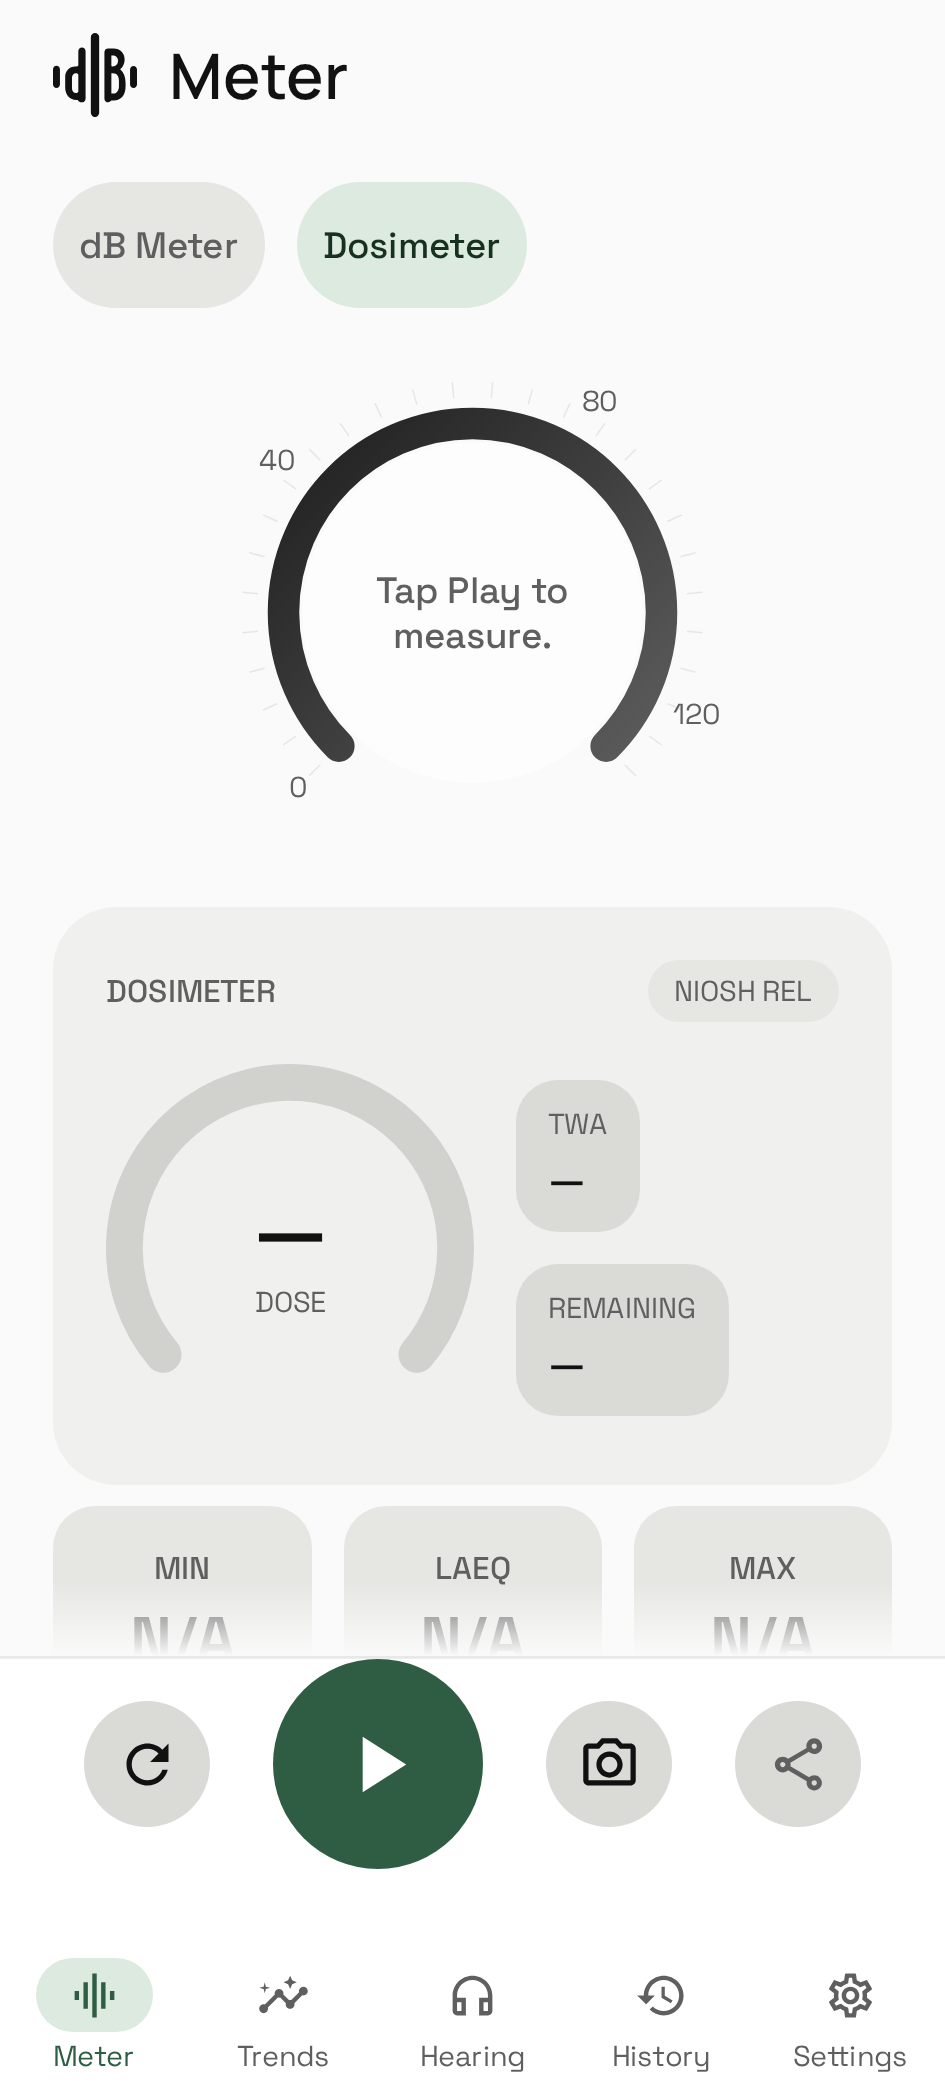 dB Meter
dB Meter
Dosimeter
40
80
Tap Play to
measure.
120
0
DOSIMETER
NIOSH REL
TWA
—
DOSE
—
REMAINING
—
MIN
LAEQ
MAX
N/A
N/A
N/A
Meter
Trends
Hearing
History
Settings